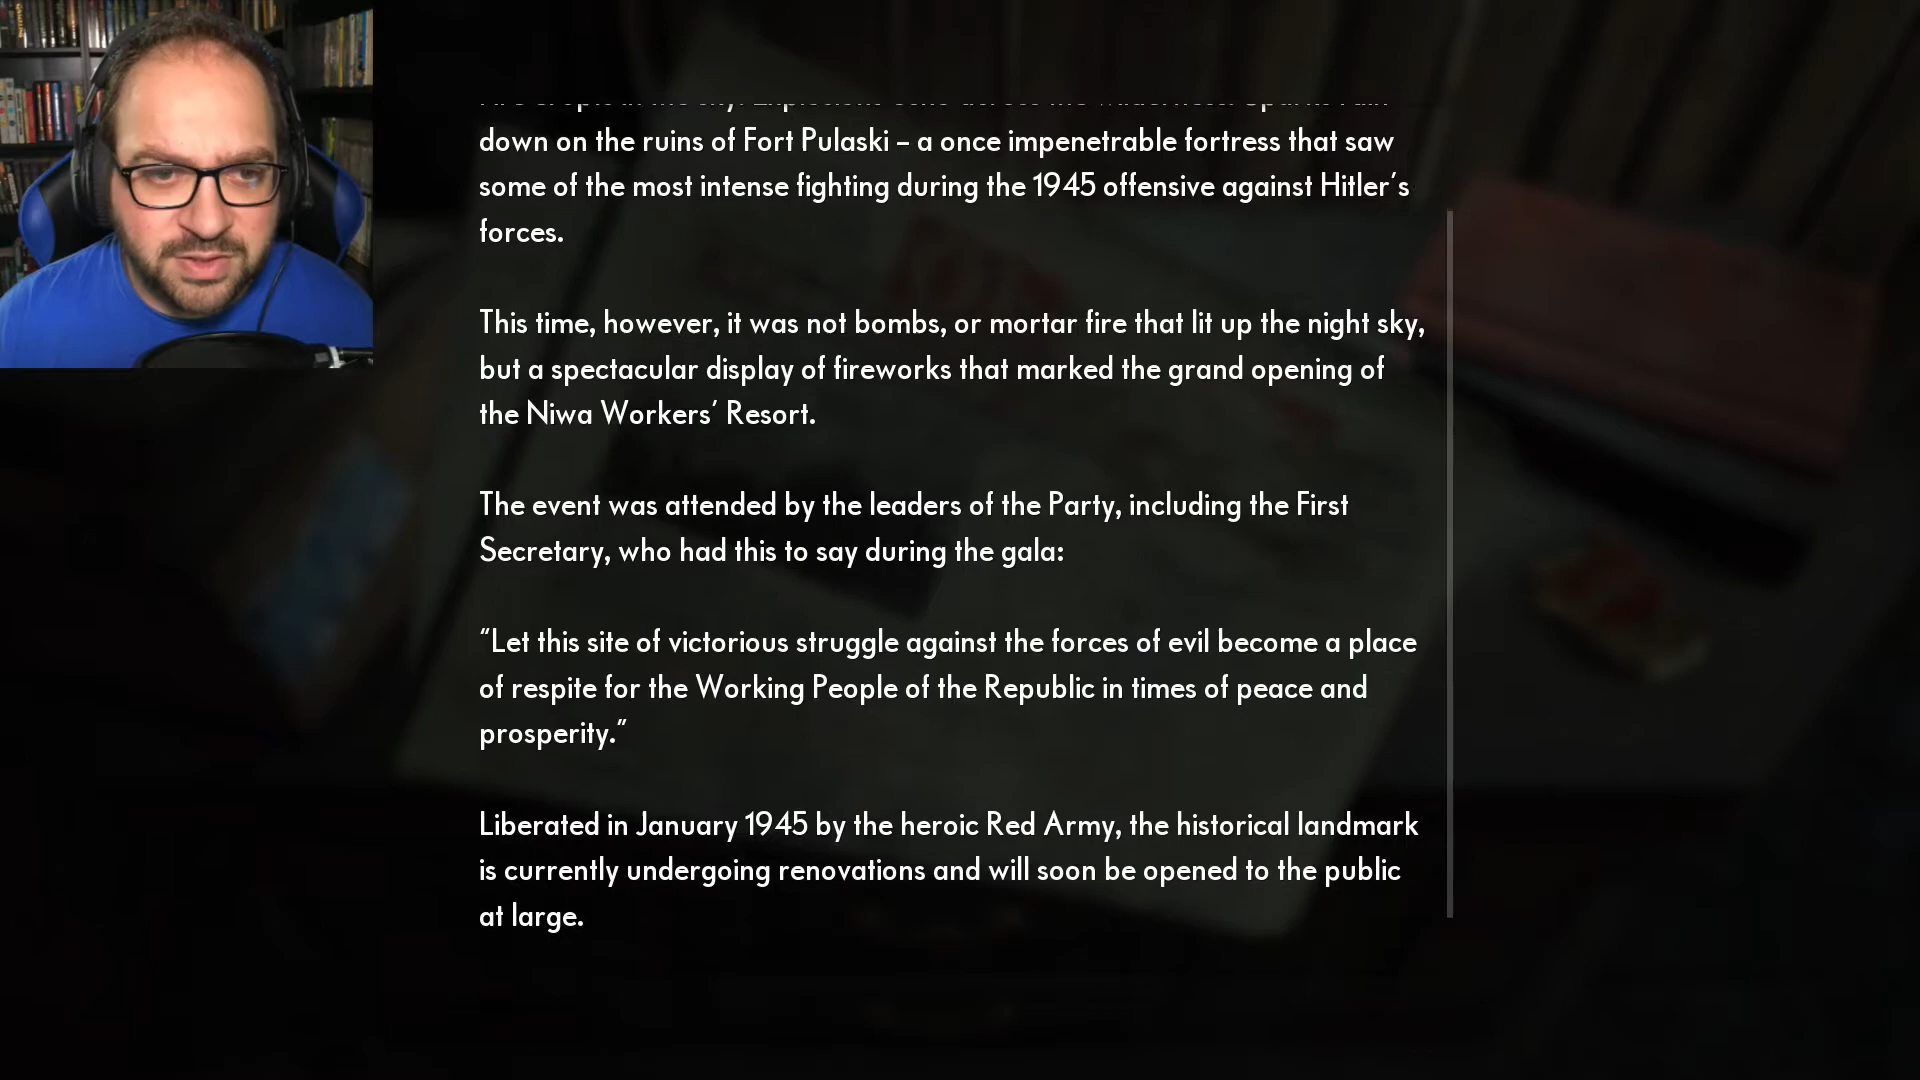 down on the ruins of Fort Pulaski – a once impenetrable fortress that saw
some of the most intense fighting during the 1945 offensive against Hitler's
forces.
This time, however, it was not bombs, or mortar fire that lit up the night sky,
but a spectacular display of fireworks that marked the grand opening of
the Niwa Workers' Resort.
The event was attended by the leaders of the Party, including the First
Secretary, who had this to say during the gala:
“Let this site of victorious struggle against the forces of evil become a place
of respite for the Working People of the Republic in times of peace and
prosperity.”
Liberated in January 1945 by the heroic Red Army, the historical landmark
is currently undergoing renovations and will soon be opened to the public
at large.